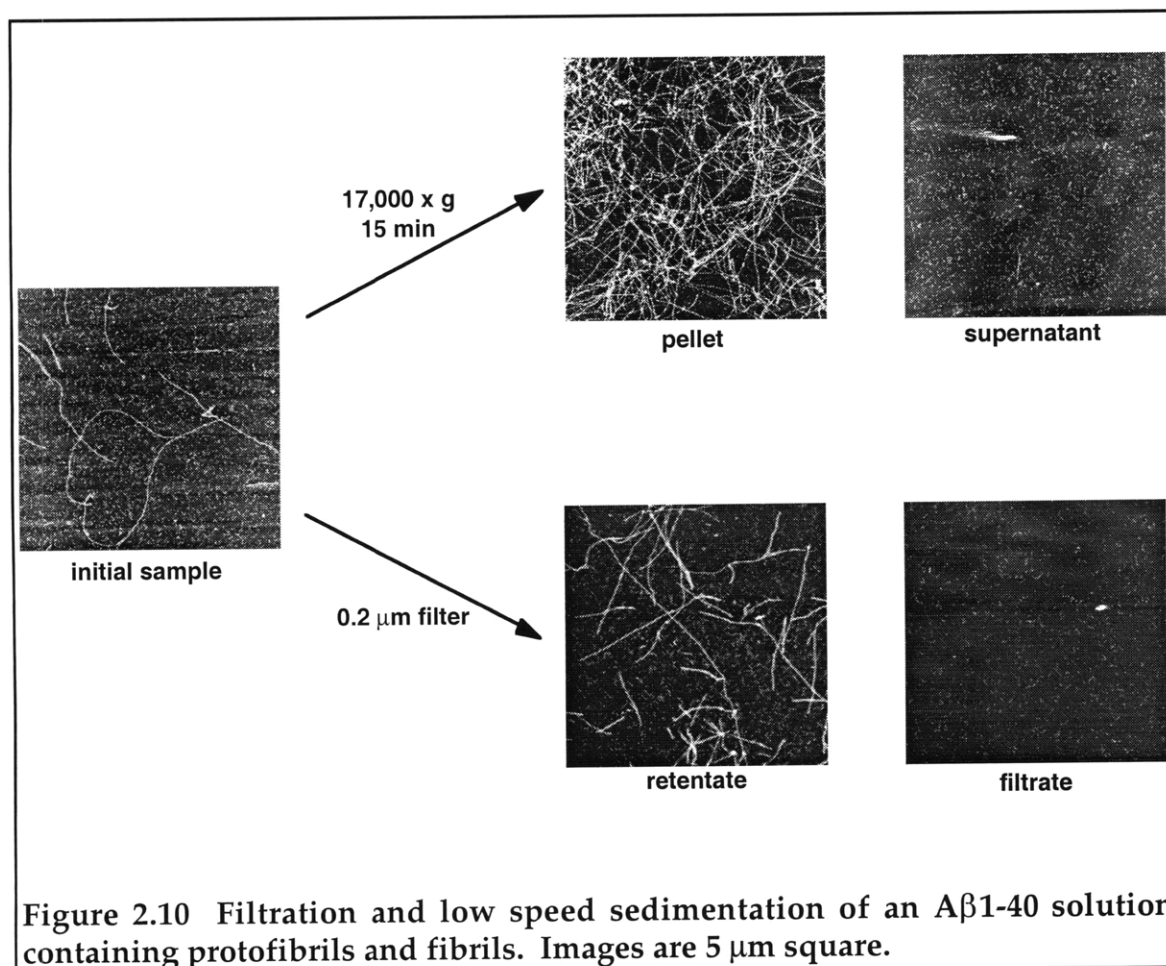 17,000 x g
15 min
pellet
supernatant
initial sample
0.2 μm filter
retentate
filtrate
Figure 2.10 Filtration and low speed sedimentation of an Aβ1-40 solution
containing protofibrils and fibrils. Images are 5 μm square.